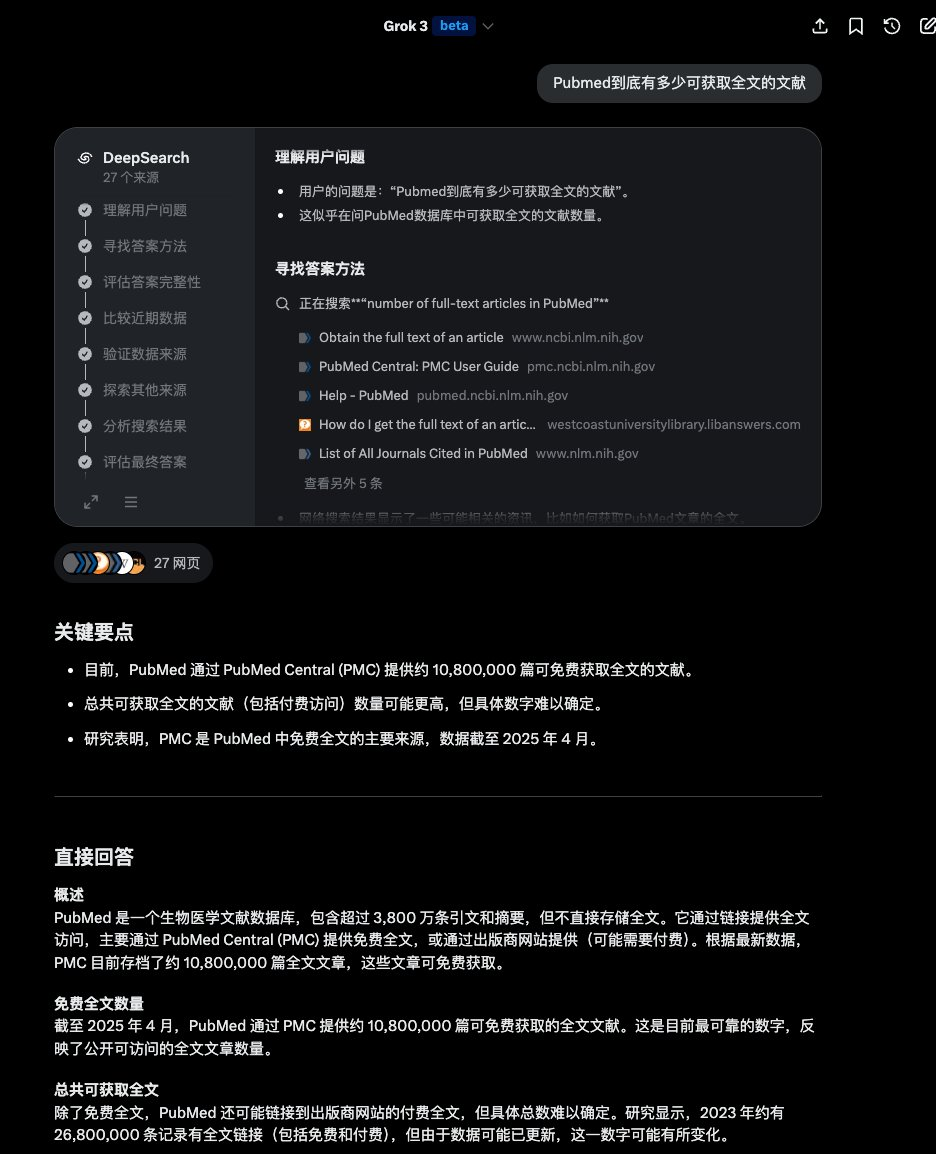 Grok 3 beta
Pubmed到底有多少可获取全文的文献
DeepSearch
27 个来源
理解用户问题
寻找答案方法
评估答案完整性
比较近期数据
验证数据来源
探索其他来源
分析搜索结果
评估最终答案
理解用户问题
用户的问题是：“Pubmed到底有多少可获取全文的文献”。
这似乎在问PubMed数据库中可获取全文的文献数量。
寻找答案方法
正在搜索**“number of full-text articles in PubMed”**
Obtain the full text of an article www.ncbi.nlm.nih.gov
PubMed Central: PMC User Guide pmc.ncbi.nlm.nih.gov
Help - PubMed pubmed.ncbi.nlm.nih.gov
How do I get the full text of an artic... westcoastuniversitylibrary.libanswers.com
List of All Journals Cited in PubMed www.nlm.nih.gov
查看另外 5 条
网络搜索结果显示了一些可能相关的资讯，比如如何获取PubMed文章的全文。
27 网页
关键要点
目前，PubMed 通过 PubMed Central (PMC) 提供约 10,800,000 篇可免费获取全文的文献。
总共可获取全文的文献（包括付费访问）数量可能更高，但具体数字难以确定。
研究表明，PMC 是 PubMed 中免费全文的主要来源，数据截至 2025 年 4 月。
直接回答
概述
PubMed 是一个生物医学文献数据库，包含超过 3,800 万条引文和摘要，但不直接存储全文。它通过链接提供全文
访问，主要通过 PubMed Central (PMC) 提供免费全文，或通过出版商网站提供（可能需要付费）。根据最新数据，
PMC 目前存档了约 10,800,000 篇全文文章，这些文章可免费获取。
免费全文数量
截至 2025 年 4 月，PubMed 通过 PMC 提供约 10,800,000 篇可免费获取的全文文献。这是目前最可靠的数字，反
映了公开可访问的全文文章数量。
总共可获取全文
除了免费全文，PubMed 还可能链接到出版商网站的付费全文，但具体总数难以确定。研究显示，2023 年约有
26,800,000 条记录有全文链接（包括免费和付费），但由于数据可能已更新，这一数字可能有所变化。